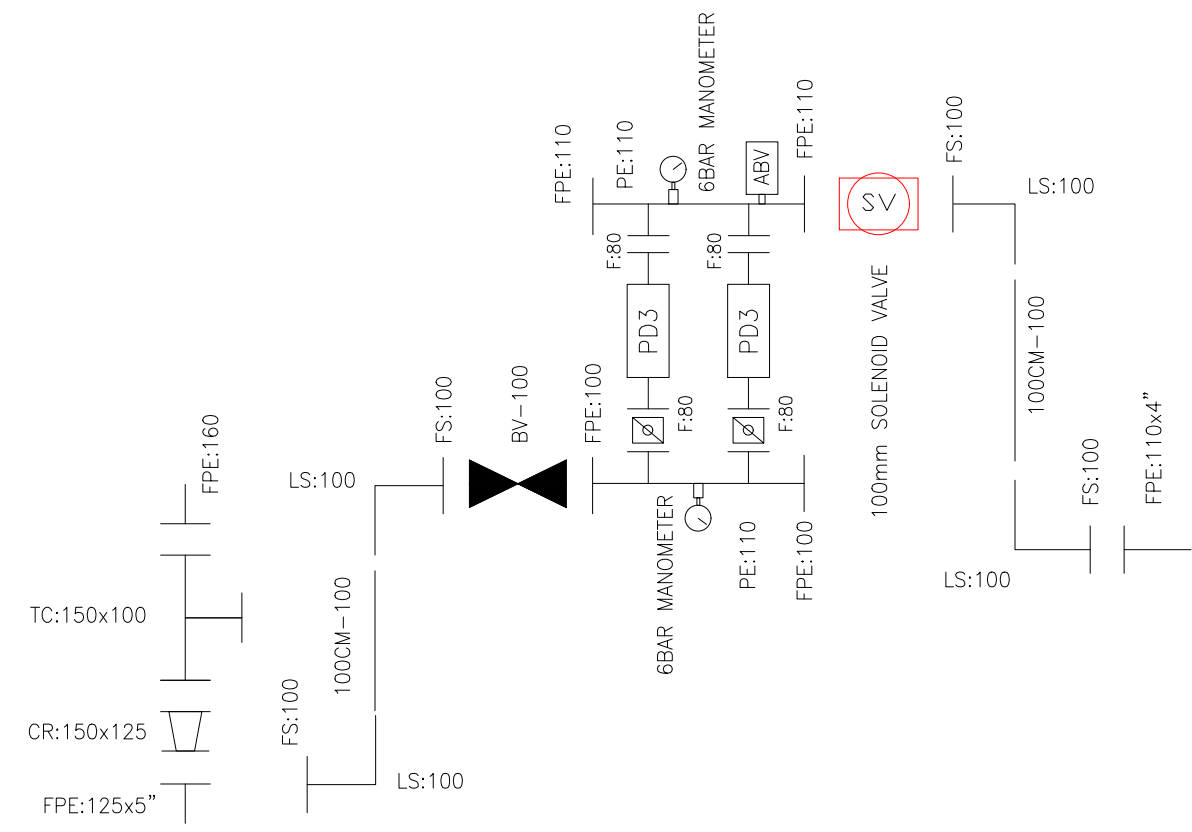 FPE:160
TC:150x100
CR:150x125
FPE:125x5"
FS:100
LS:100
100CM-100
LS:100
FS:100
BV-100
FPE:100
6BAR MANOMETER
PE:110
FPE:100
F:80
F:80
PD3
PD3
F:80
F:80
FPE:110
PE:110
6BAR MANOMETER
ABV
FPE:110
SV
100mm SOLENOID VALVE
FS:100
LS:100
100CM-100
LS:100
FS:100
FPE:110x4"